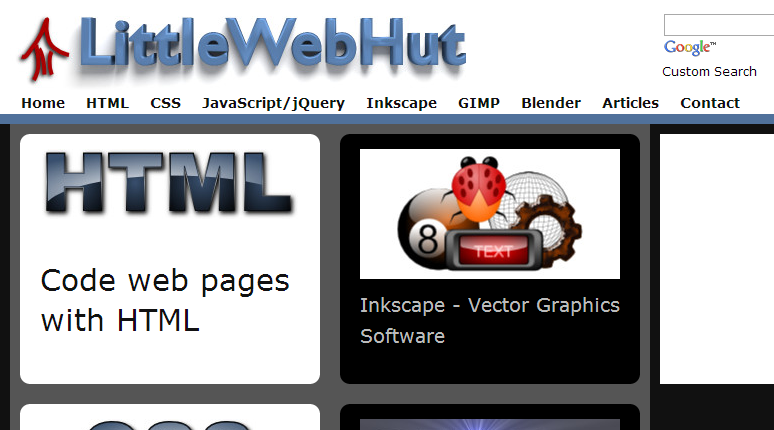 LittleWebHut
Google™
Custom Search
Home HTML CSS JavaScript/jQuery Inkscape GIMP Blender Articles Contact
HTML
Code web pages
with HTML
8
TEXT
Inkscape - Vector Graphics
Software